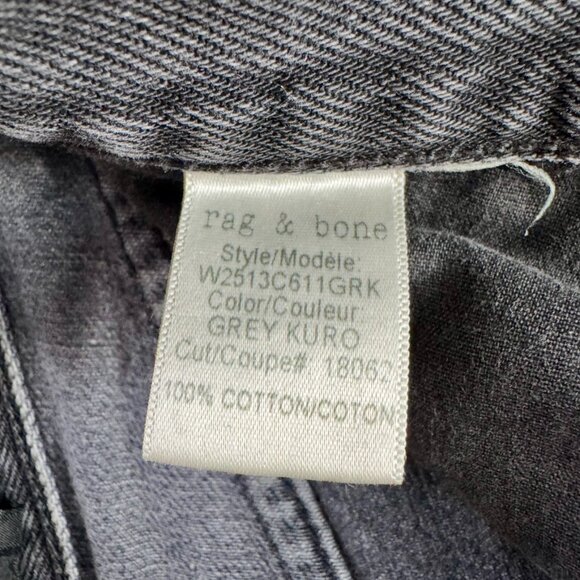 rag & bone
Style/Modèle:
W2513C611GRK
Color/Couleur
GREY KURO
Cut/Coupe#: 18062
100% COTTON/COTON